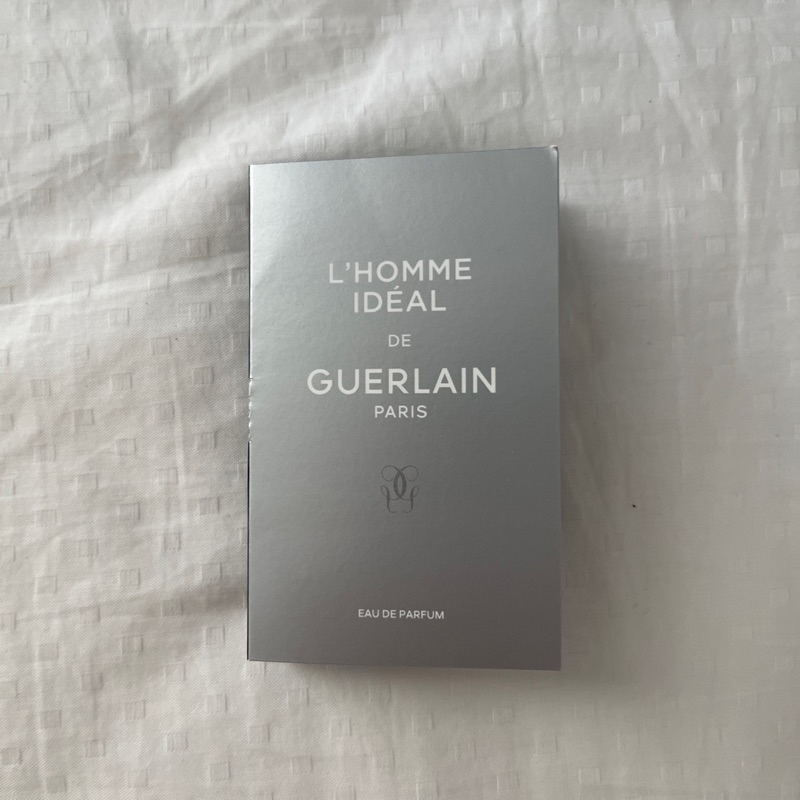 L'HOMME
IDÉAL
DE
GUERLAIN
PARIS
EAU DE PARFUM